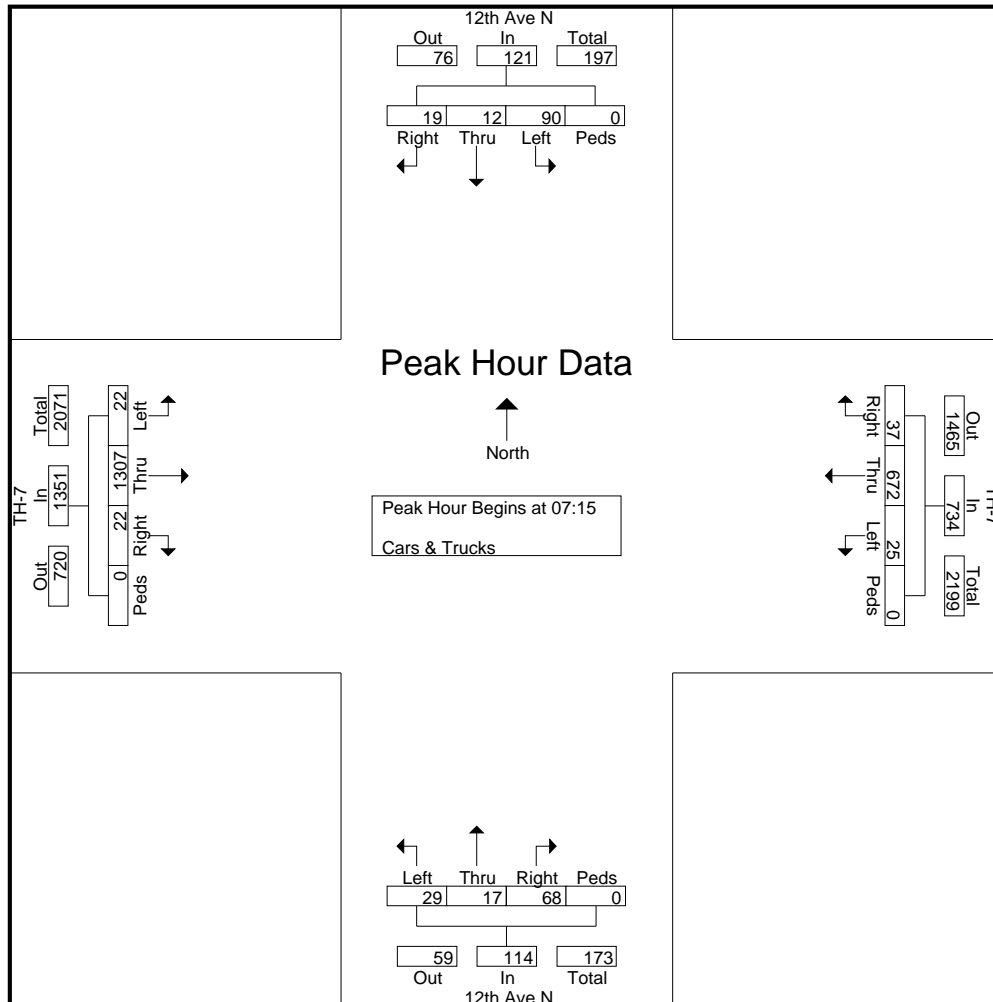 12th Ave N
Out In Total
76 121 197
19 12 90 0
Right Thru Left Peds
Peak Hour Data
North
Peak Hour Begins at 07:15
Cars & Trucks
TH-7
Total In Out
2071 1351 720
22 1307 22 0
Left Thru Right Peds
TH-7
Out In Total
1465 734 2199
37 672 25 0
Right Thru Left Peds
Left Thru Right Peds
29 17 68 0
59 114 173
Out In Total
12th Ave N